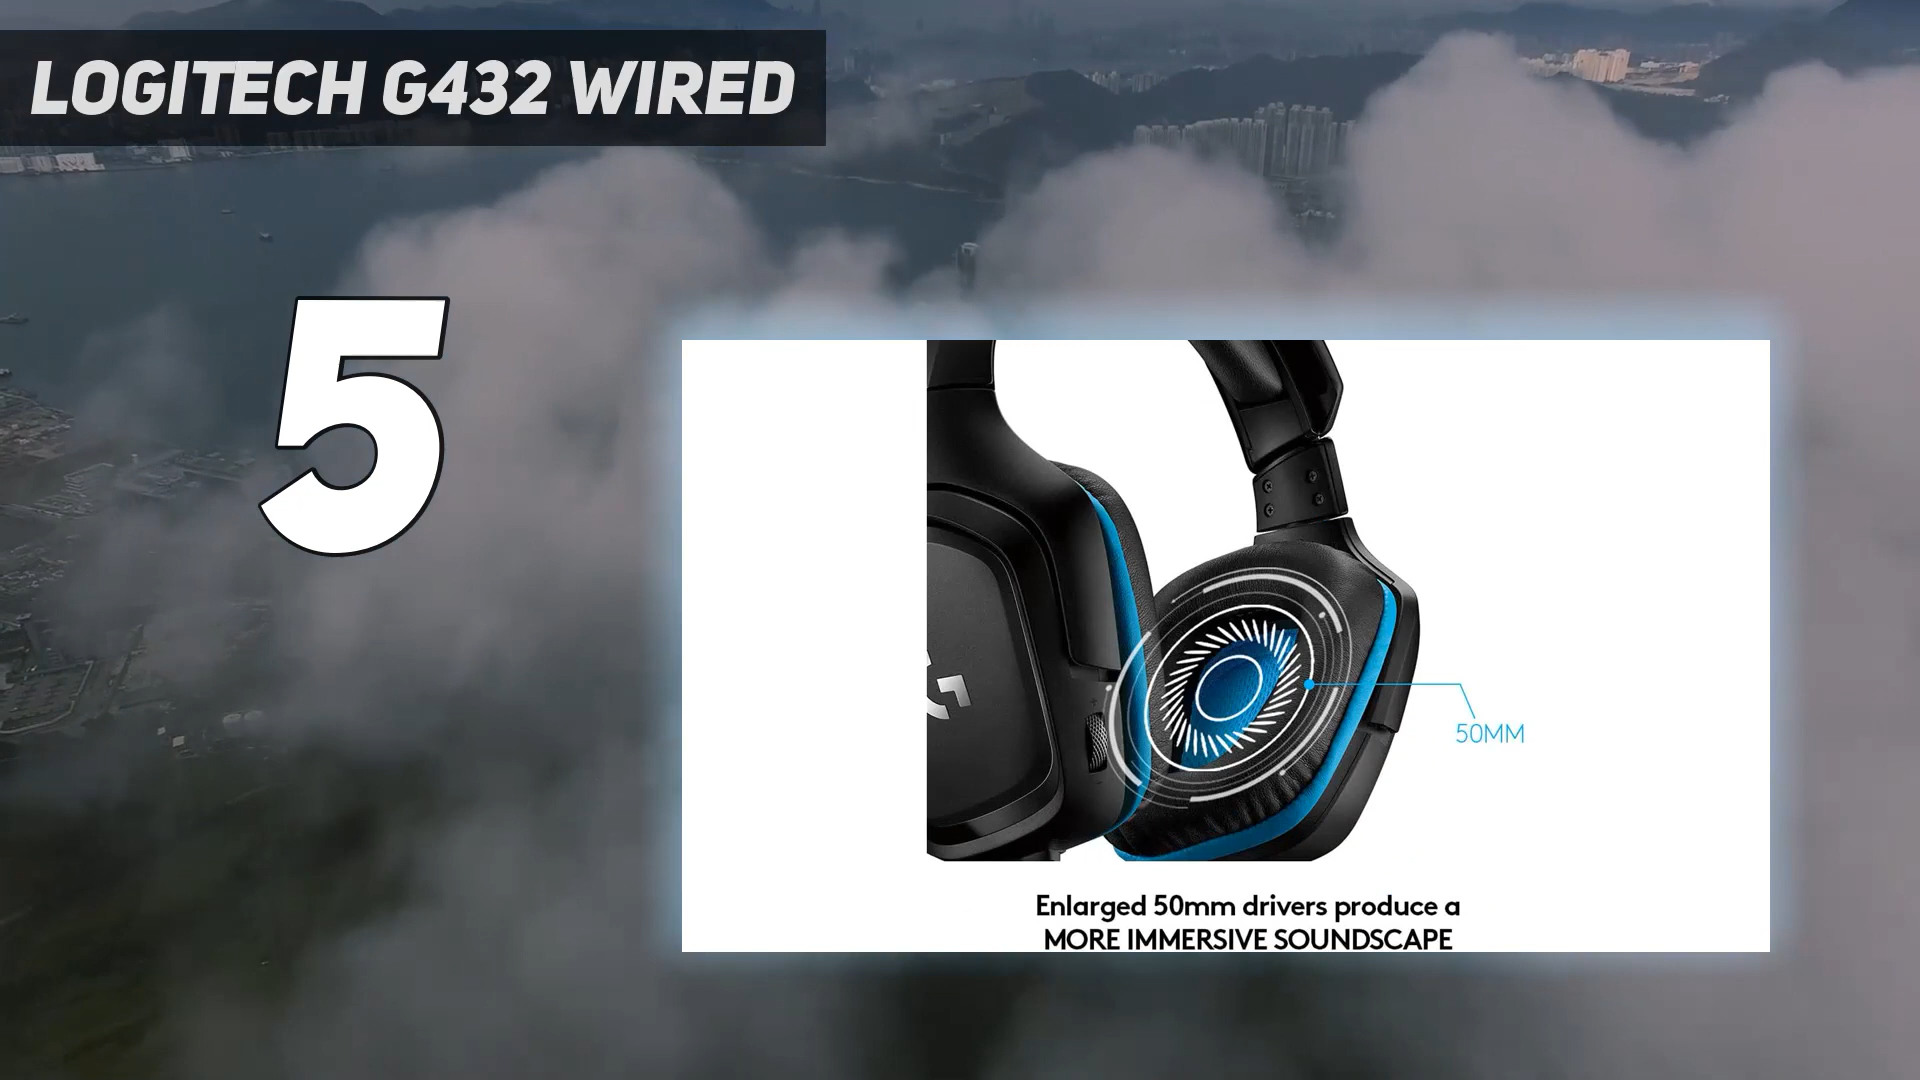 LOGITECH G432 WIRED
5
50MM
Enlarged 50mm drivers produce a
MORE IMMERSIVE SOUNDSCAPE